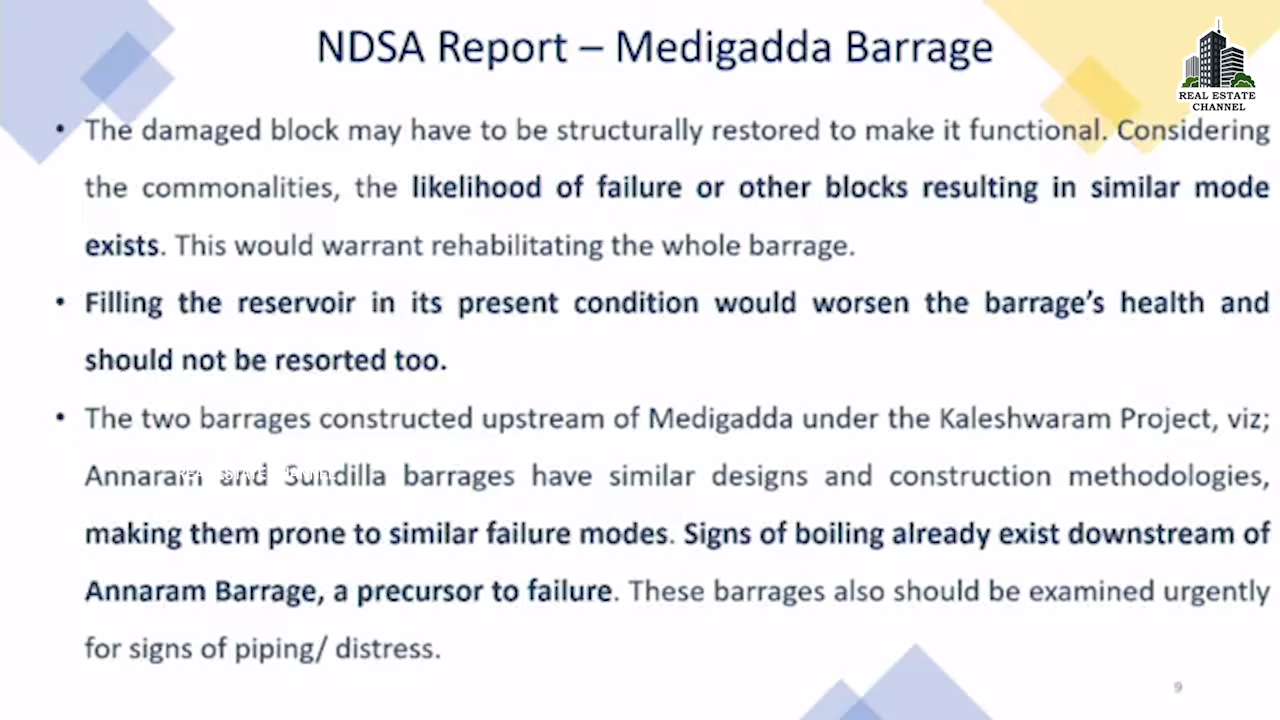 NDSA Report – Medigadda Barrage
REAL ESTATE
CHANNEL
• The damaged block may have to be structurally restored to make it functional. Considering
the commonalities, the likelihood of failure or other blocks resulting in similar mode
exists. This would warrant rehabilitating the whole barrage.
• Filling the reservoir in its present condition would worsen the barrage's health and
should not be resorted too.
• The two barrages constructed upstream of Medigadda under the Kaleshwaram Project, viz;
Annaram and Sundilla barrages have similar designs and construction methodologies,
REAL ESTATE CHANNEL
making them prone to similar failure modes. Signs of boiling already exist downstream of
Annaram Barrage, a precursor to failure. These barrages also should be examined urgently
for signs of piping/ distress.
9